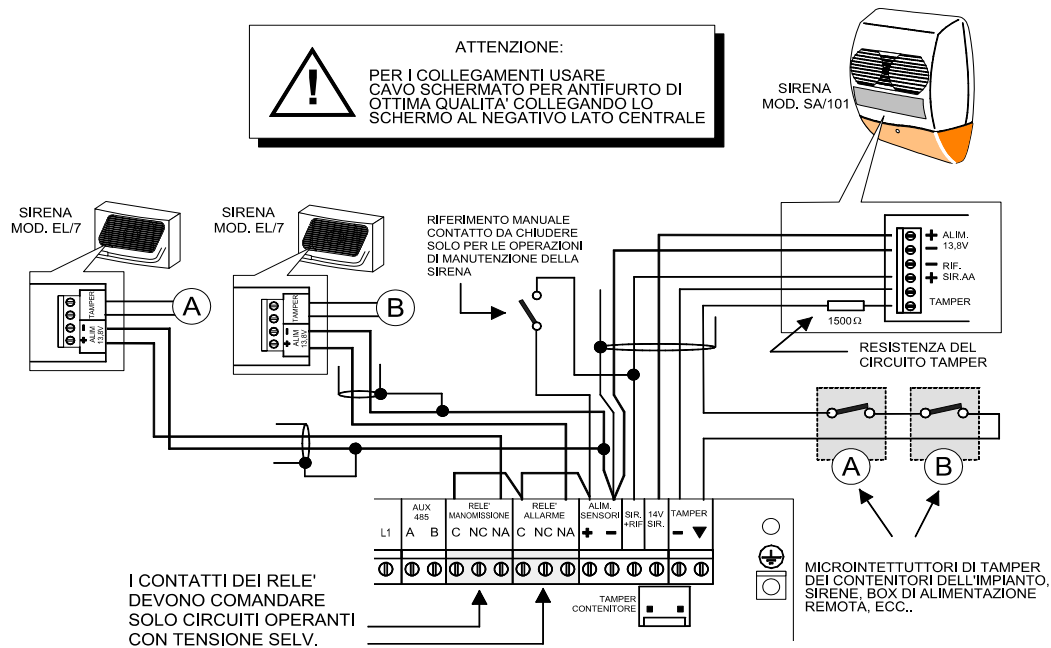 ATTENZIONE:
PER I COLLEGAMENTI USARE
CAVO SCHERMATO PER ANTIFURTO DI
OTTIMA QUALITA' COLLEGANDO LO
SCHERMO AL NEGATIVO LATO CENTRALE
!
SIRENA
MOD. SA/101
SIRENA
MOD. EL/7
SIRENA
MOD. EL/7
RIFERIMENTO MANUALE
CONTATTO DA CHIUDERE
SOLO PER LE OPERAZIONI
DI MANUTENZIONE DELLA
SIRENA
+ ALIM.
- 13,8V
- RIF.
+ SIR.AA
TAMPER
1500Ω
RESISTENZA DEL
CIRCUITO TAMPER
TAMPER
- +
ALIM
13,8V
A
TAMPER
- +
ALIM
13,8V
B
A
B
L1
AUX
485
A B
RELE'
MANOMISSIONE
C NC NA
RELE'
ALLARME
C NC NA
ALIM.
SENSORI
+ -
SIR.
+RIF
14V
SIR.
TAMPER
- ▼
TAMPER
CONTENITORE
I CONTATTI DEI RELE'
DEVONO COMANDARE
SOLO CIRCUITI OPERANTI
CON TENSIONE SELV.
MICROINTETTUTTORI DI TAMPER
DEI CONTENITORI DELL'IMPIANTO,
SIRENE, BOX DI ALIMENTAZIONE
REMOTA, ECC..